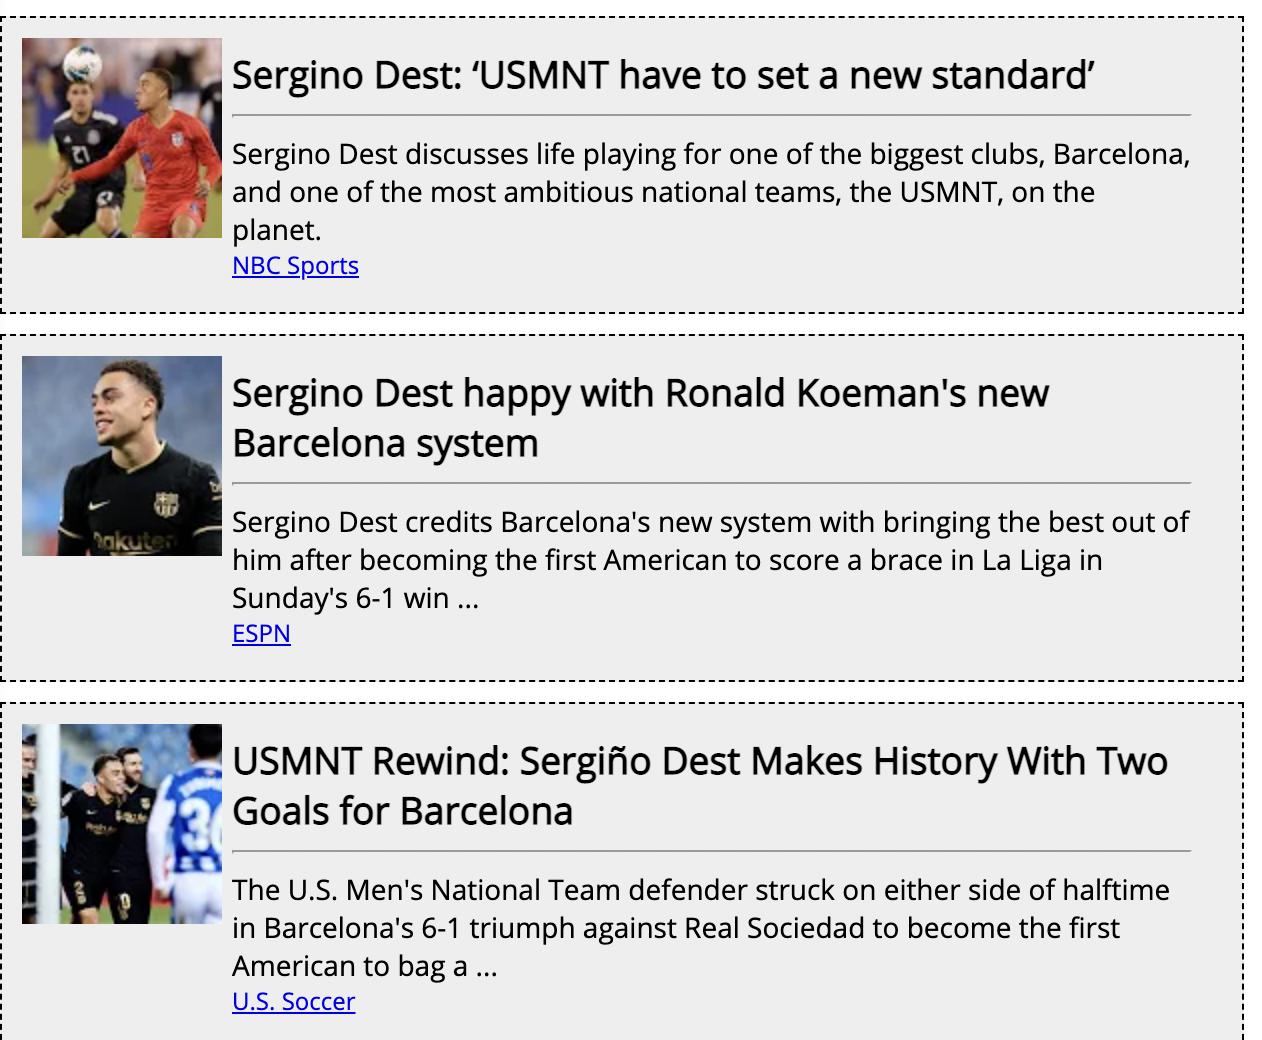 Sergino Dest: ‘USMNT have to set a new standard’
Sergino Dest discusses life playing for one of the biggest clubs, Barcelona,
and one of the most ambitious national teams, the USMNT, on the
planet.
NBC Sports
21
Sergino Dest happy with Ronald Koeman's new
Barcelona system
Sergino Dest credits Barcelona's new system with bringing the best out of
him after becoming the first American to score a brace in La Liga in
Sunday's 6-1 win ...
ESPN
USMNT Rewind: Sergiño Dest Makes History With Two
Goals for Barcelona
The U.S. Men's National Team defender struck on either side of halftime
in Barcelona's 6-1 triumph against Real Sociedad to become the first
American to bag a ...
U.S. Soccer
2